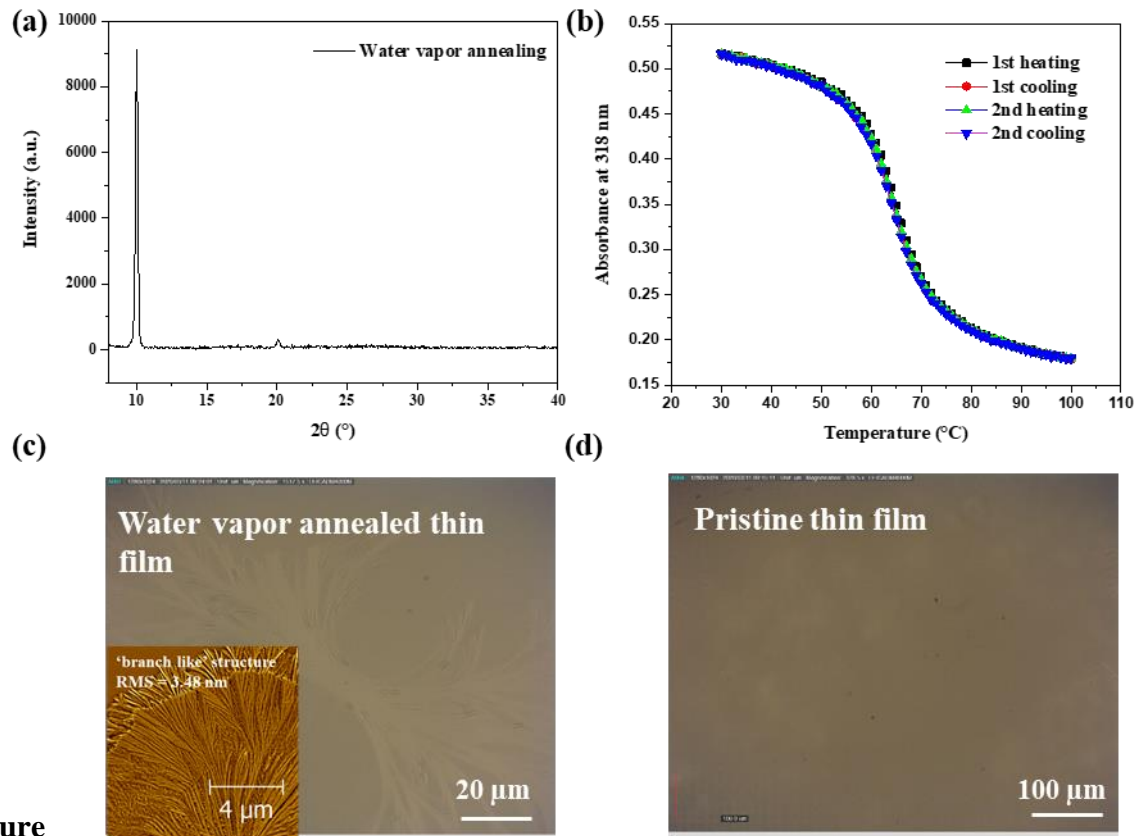 (a)
10000
8000
6000
4000
2000
0
Intensity (a.u.)
Water vapor annealing
10
15
20
25
30
35
40
2θ (°)
(b)
0.55
0.50
0.45
0.40
0.35
0.30
0.25
0.20
0.15
Absorbance at 318 nm
1st heating
1st cooling
2nd heating
2nd cooling
20
30
40
50
60
70
80
90
100
110
Temperature (°C)
(c)
Water vapor annealed thin
film
'branch like' structure
RMS = 3.48 nm
4 μm
20 μm
(d)
Pristine thin film
100 μm
ure